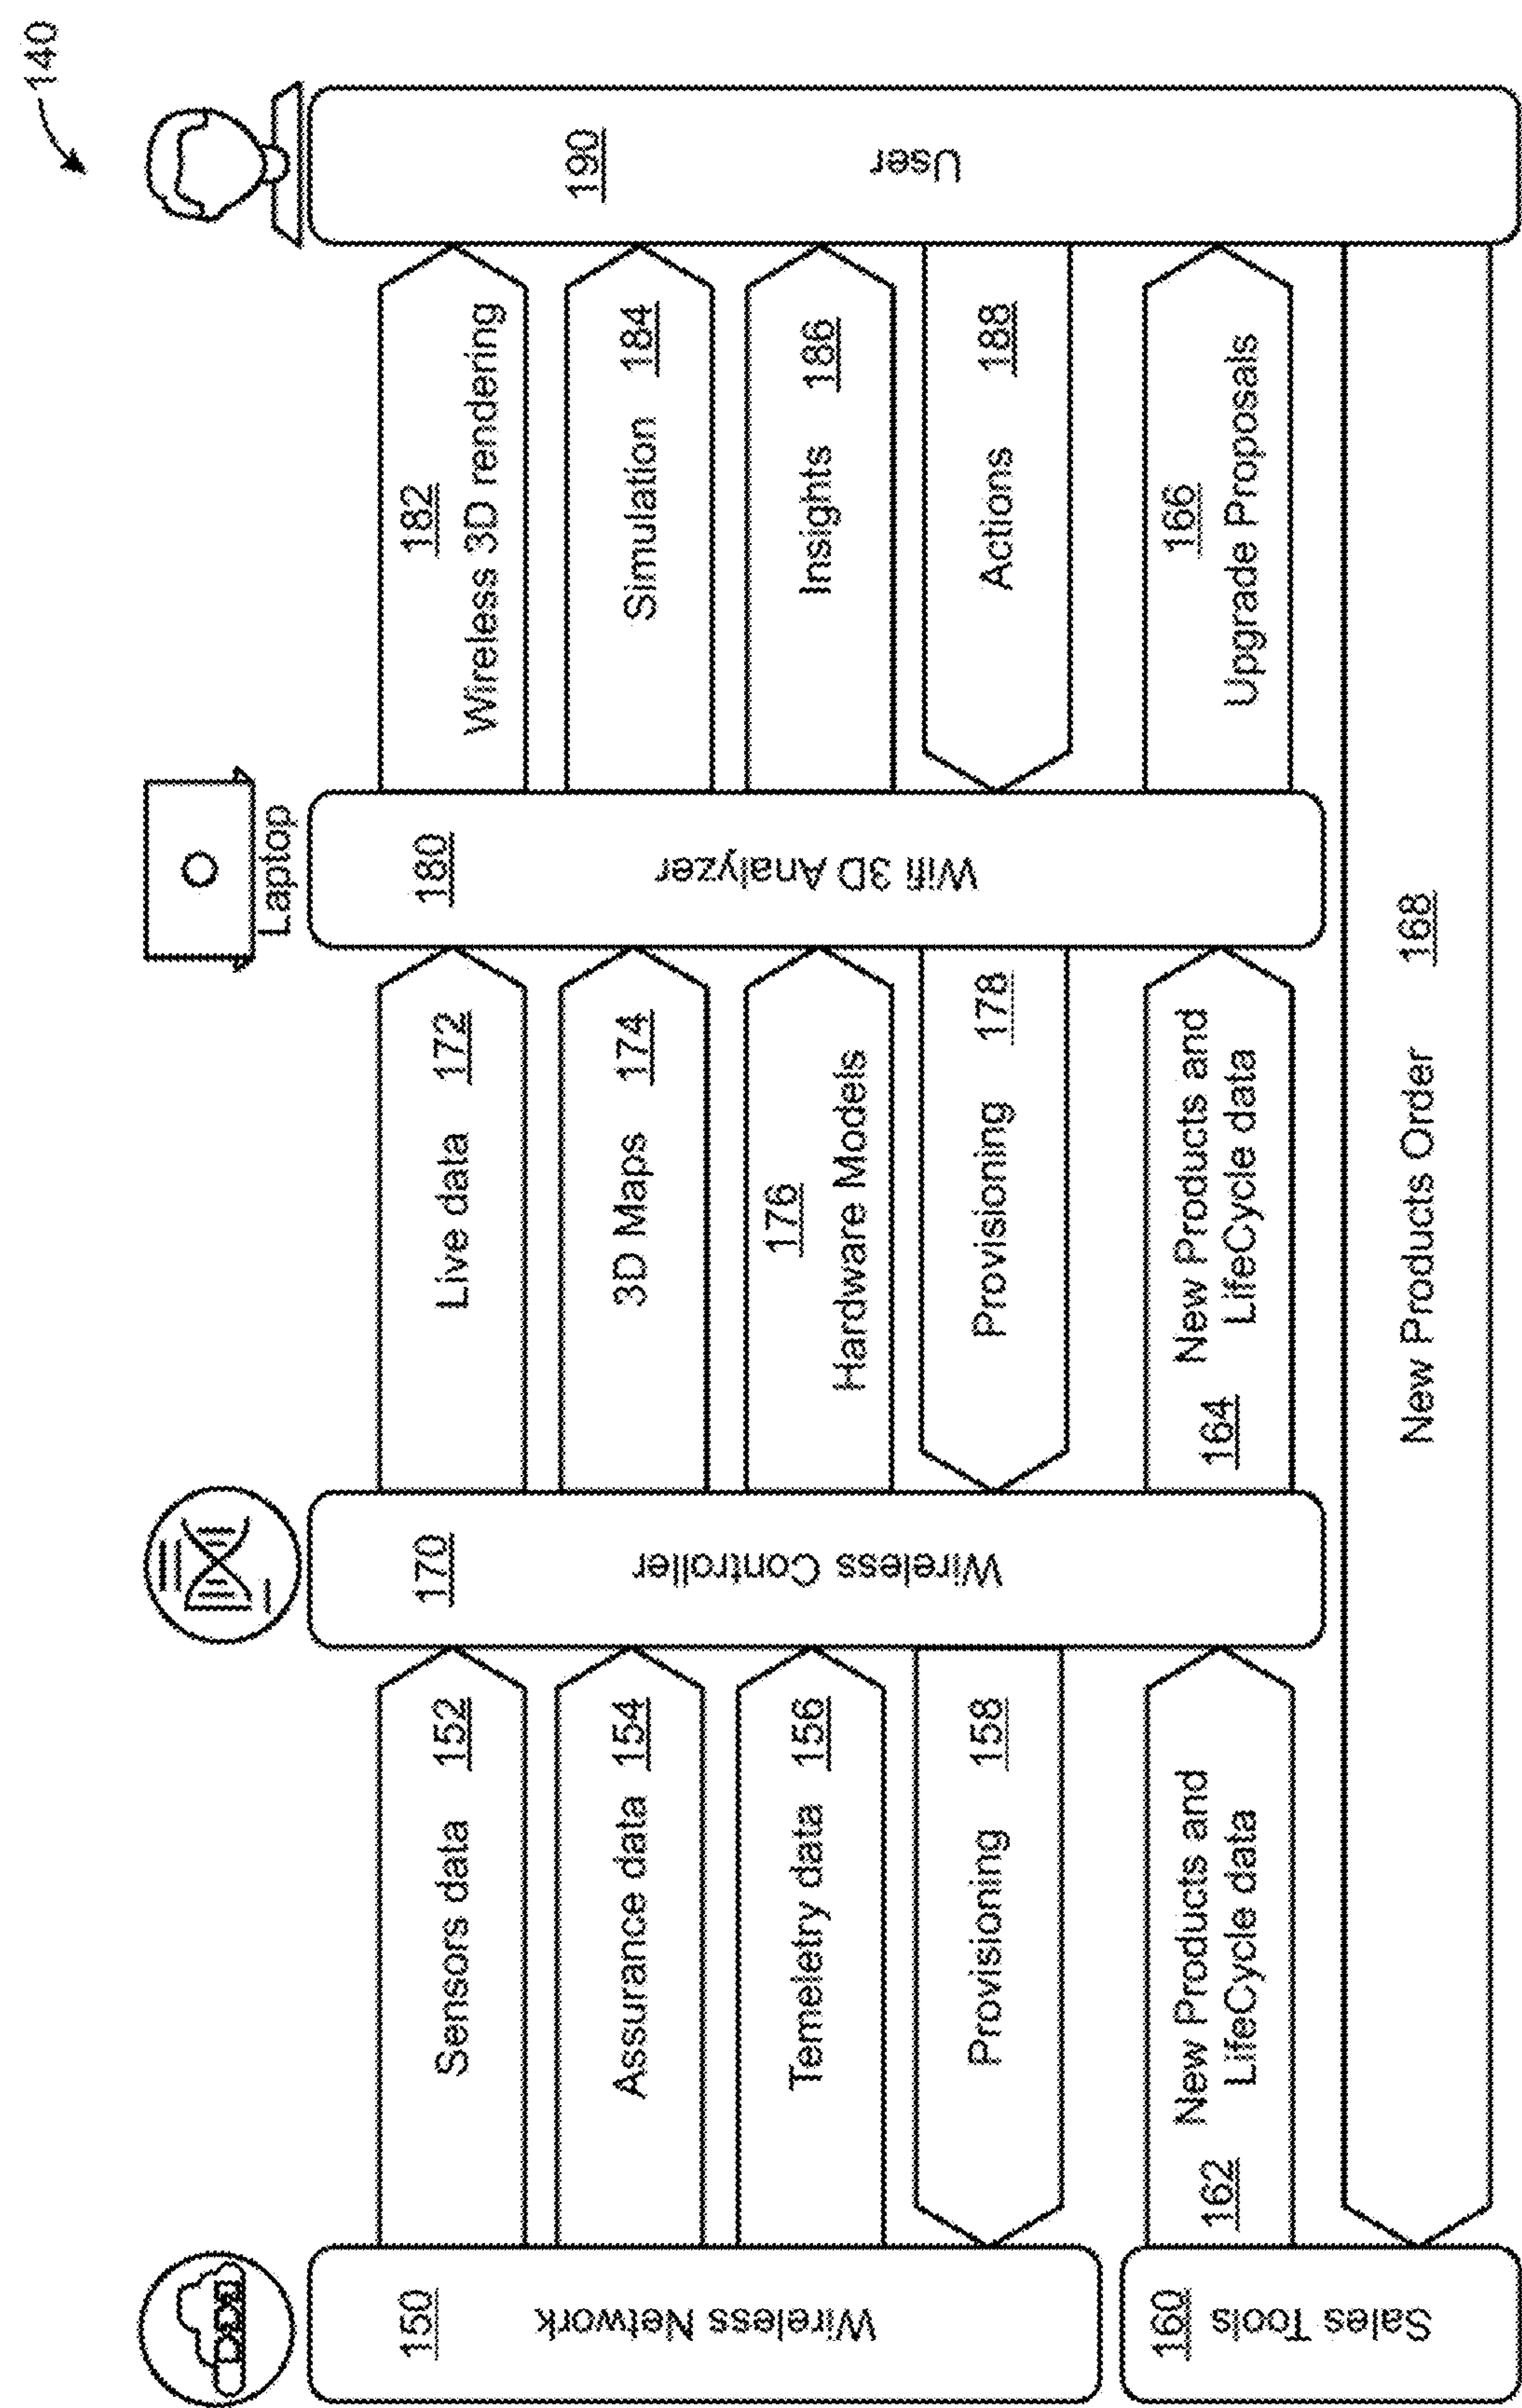 140
Laptop
150
Wireless Network
Sensors data 152
Assurance data 154
Temeletry data 156
Provisioning 158
160
Sales Tools
162
New Products and
LifeCycle data
170
Wireless Controller
Live data 172
3D Maps 174
176
Hardware Models
Provisioning 178
164
New Products and
LifeCycle data
180
Wifi 3D Analyzer
182
Wireless 3D rendering
Simulation 184
Insights 186
Actions 188
166
Upgrade Proposals
190
User
New Products Order 168